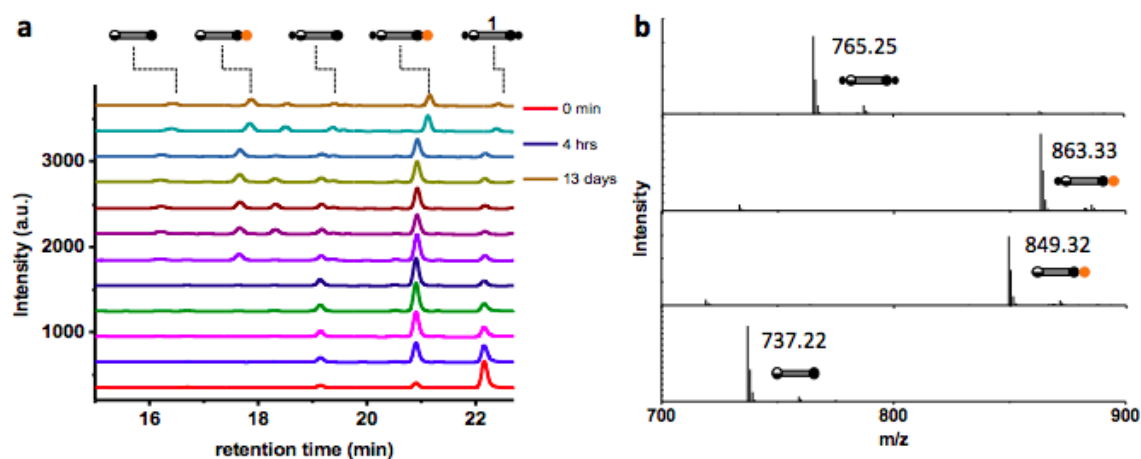 a
1
Intensity (a.u.)
3000
2000
1000
16
18
20
22
retention time (min)
0 min
4 hrs
13 days
b
765.25
863.33
849.32
737.22
Intensity
700
800
900
m/z